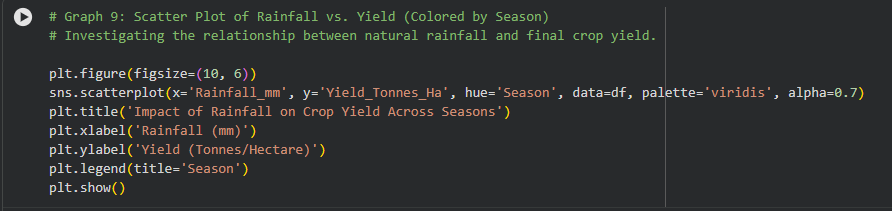 # Graph 9: Scatter Plot of Rainfall vs. Yield (Colored by Season)
# Investigating the relationship between natural rainfall and final crop yield.
plt.figure(figsize=(10, 6))
sns.scatterplot(x='Rainfall_mm', y='Yield_Tonnes_Ha', hue='Season', data=df, palette='viridis', alpha=0.7)
plt.title('Impact of Rainfall on Crop Yield Across Seasons')
plt.xlabel('Rainfall (mm)')
plt.ylabel('Yield (Tonnes/Hectare)')
plt.legend(title='Season')
plt.show()